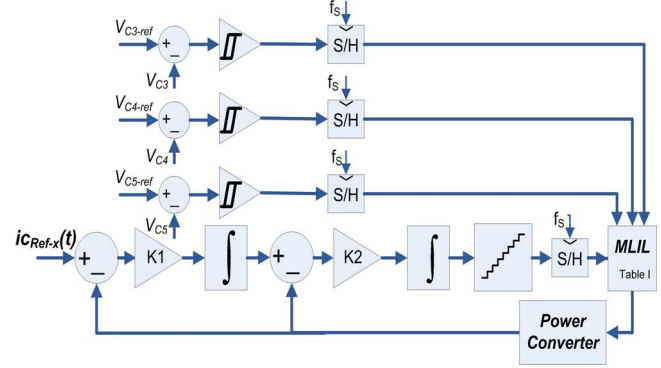 f_S
V_C3-ref
+
−
S/H
V_C3
f_S
V_C4-ref
+
−
S/H
V_C4
f_S
V_C5-ref
+
−
S/H
V_C5
ic_Ref-x(t)
f_S
+
−
K1
∫
+
−
K2
∫
S/H
MLIL
Table I
Power
Converter